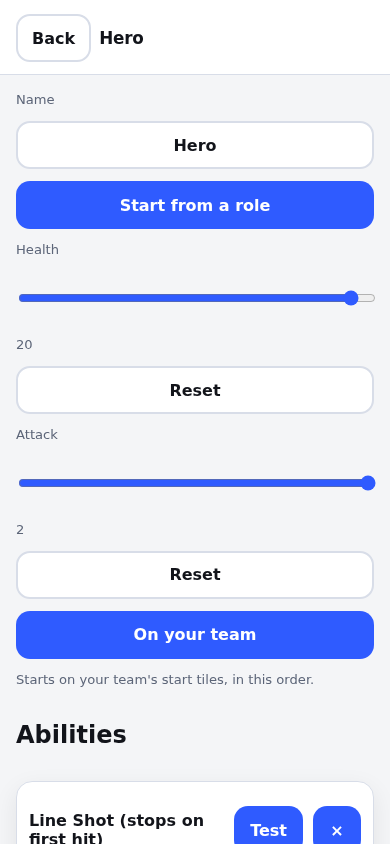 Back Hero
Name
Hero
Start from a role
Health
20
Reset
Attack
2
Reset
On your team
Starts on your team's start tiles, in this order.
Abilities
Line Shot (stops on
first hit)
Test ×